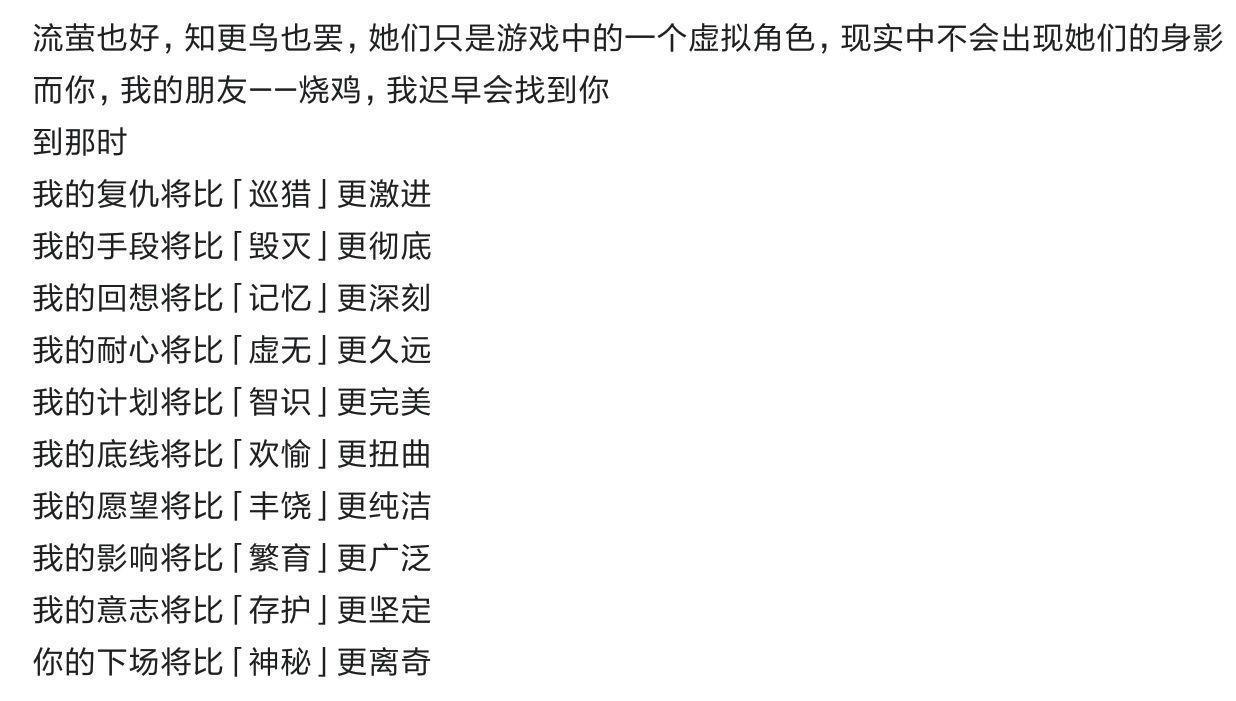 流萤也好，知更鸟也罢，她们只是游戏中的一个虚拟角色，现实中不会出现她们的身影
而你，我的朋友——烧鸡，我迟早会找到你
到那时
我的复仇将比「巡猎」更激进
我的手段将比「毁灭」更彻底
我的回想将比「记忆」更深刻
我的耐心将比「虚无」更久远
我的计划将比「智识」更完美
我的底线将比「欢愉」更扭曲
我的愿望将比「丰饶」更纯洁
我的影响将比「繁育」更广泛
我的意志将比「存护」更坚定
你的下场将比「神秘」更离奇